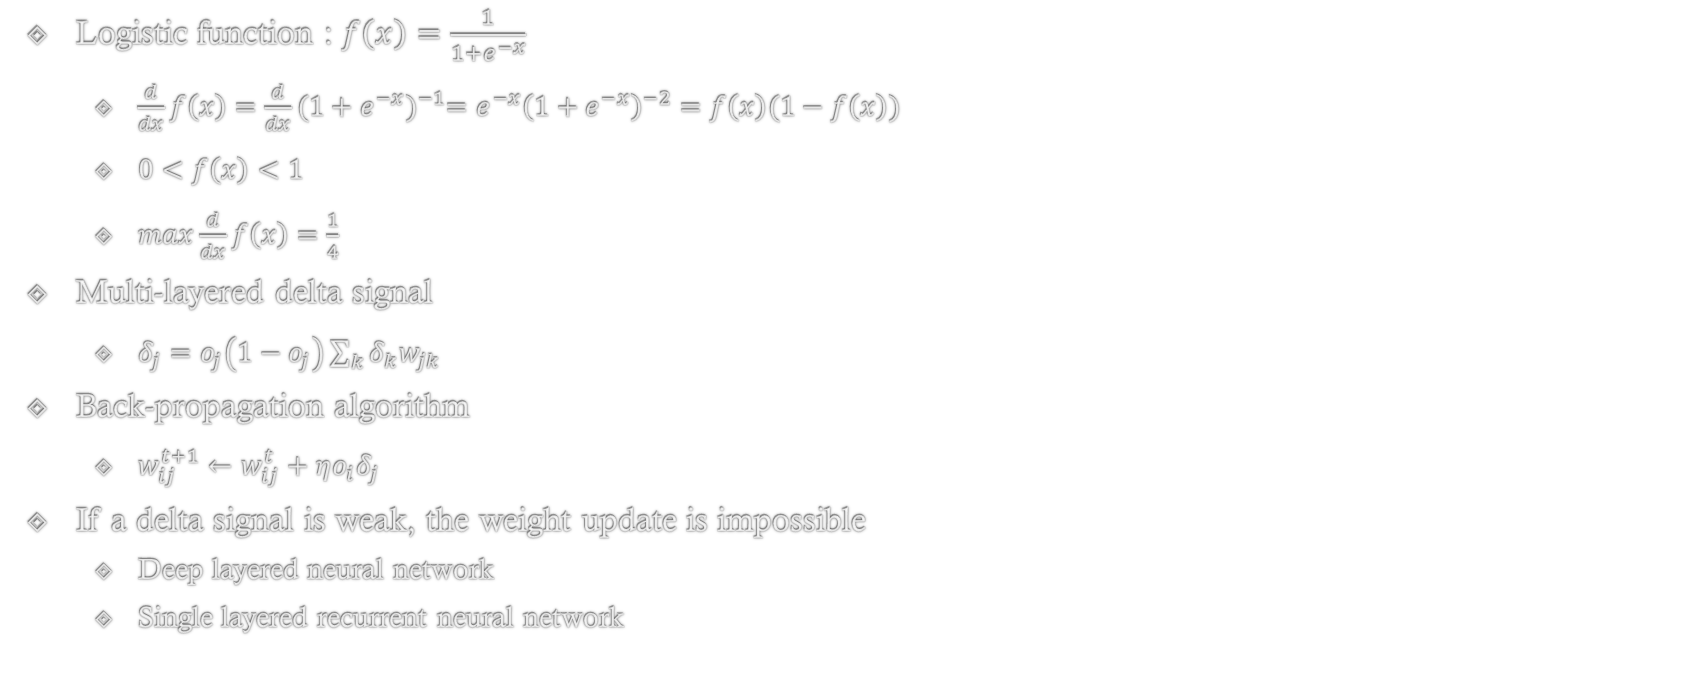 Logistic function : f(x) = 1/(1+e^{-x})
d/dx f(x) = d/dx (1 + e^{-x})^{-1} = e^{-x}(1 + e^{-x})^{-2} = f(x)(1 − f(x))
0 < f(x) < 1
max d/dx f(x) = 1/4
Multi-layered delta signal
δ_j = o_j(1 − o_j) ∑_k δ_k w_{jk}
Back-propagation algorithm
w_{ij}^{t+1} ← w_{ij}^t + ηo_iδ_j
If a delta signal is weak, the weight update is impossible
Deep layered neural network
Single layered recurrent neural network